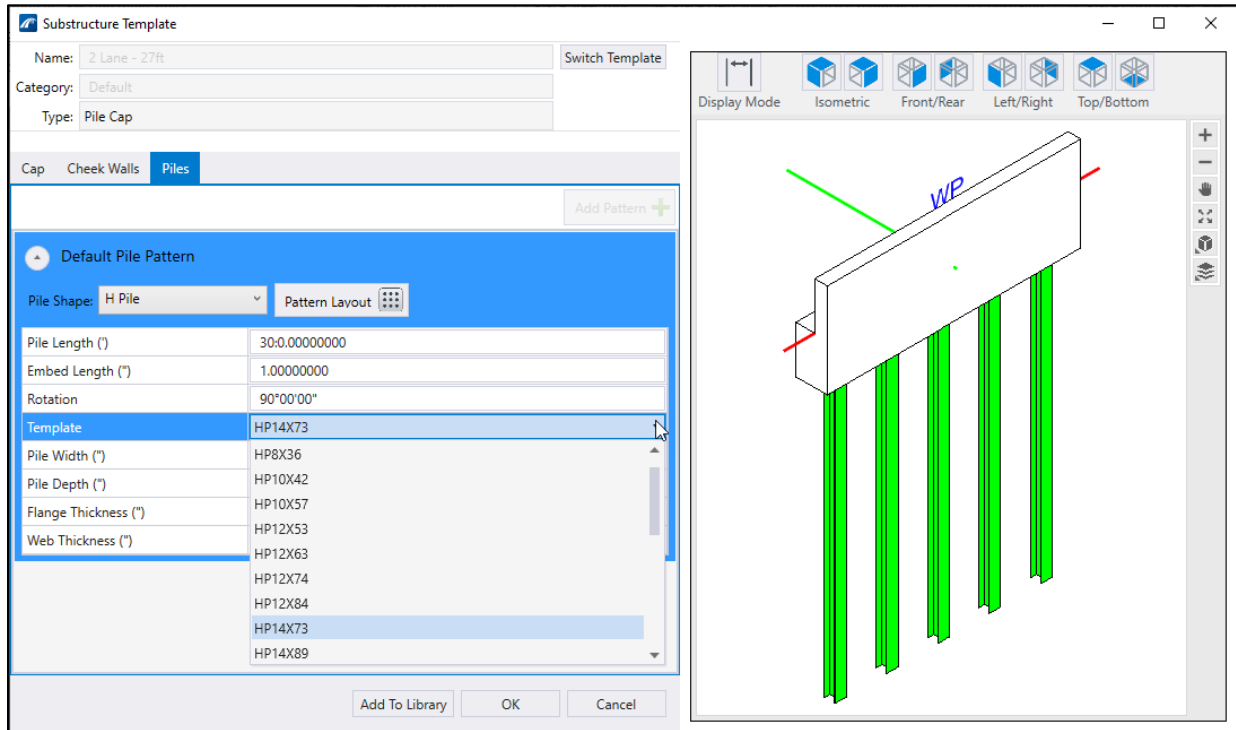 Substructure Template
Name: 2 Lane - 27ft Switch Template
Category: Default
Type: Pile Cap
Cap Cheek Walls Piles
Add Pattern
Default Pile Pattern
Pile Shape: H Pile Pattern Layout
Pile Length (') 30:0.00000000
Embed Length (") 1.00000000
Rotation 90°00'00"
Template HP14X73
Pile Width (") HP8X36
Pile Depth (") HP10X42
Flange Thickness (") HP10X57
Web Thickness (") HP12X53
HP12X63
HP12X74
HP12X84
HP14X73
HP14X89
Add To Library OK Cancel
Display Mode Isometric Front/Rear Left/Right Top/Bottom
WP